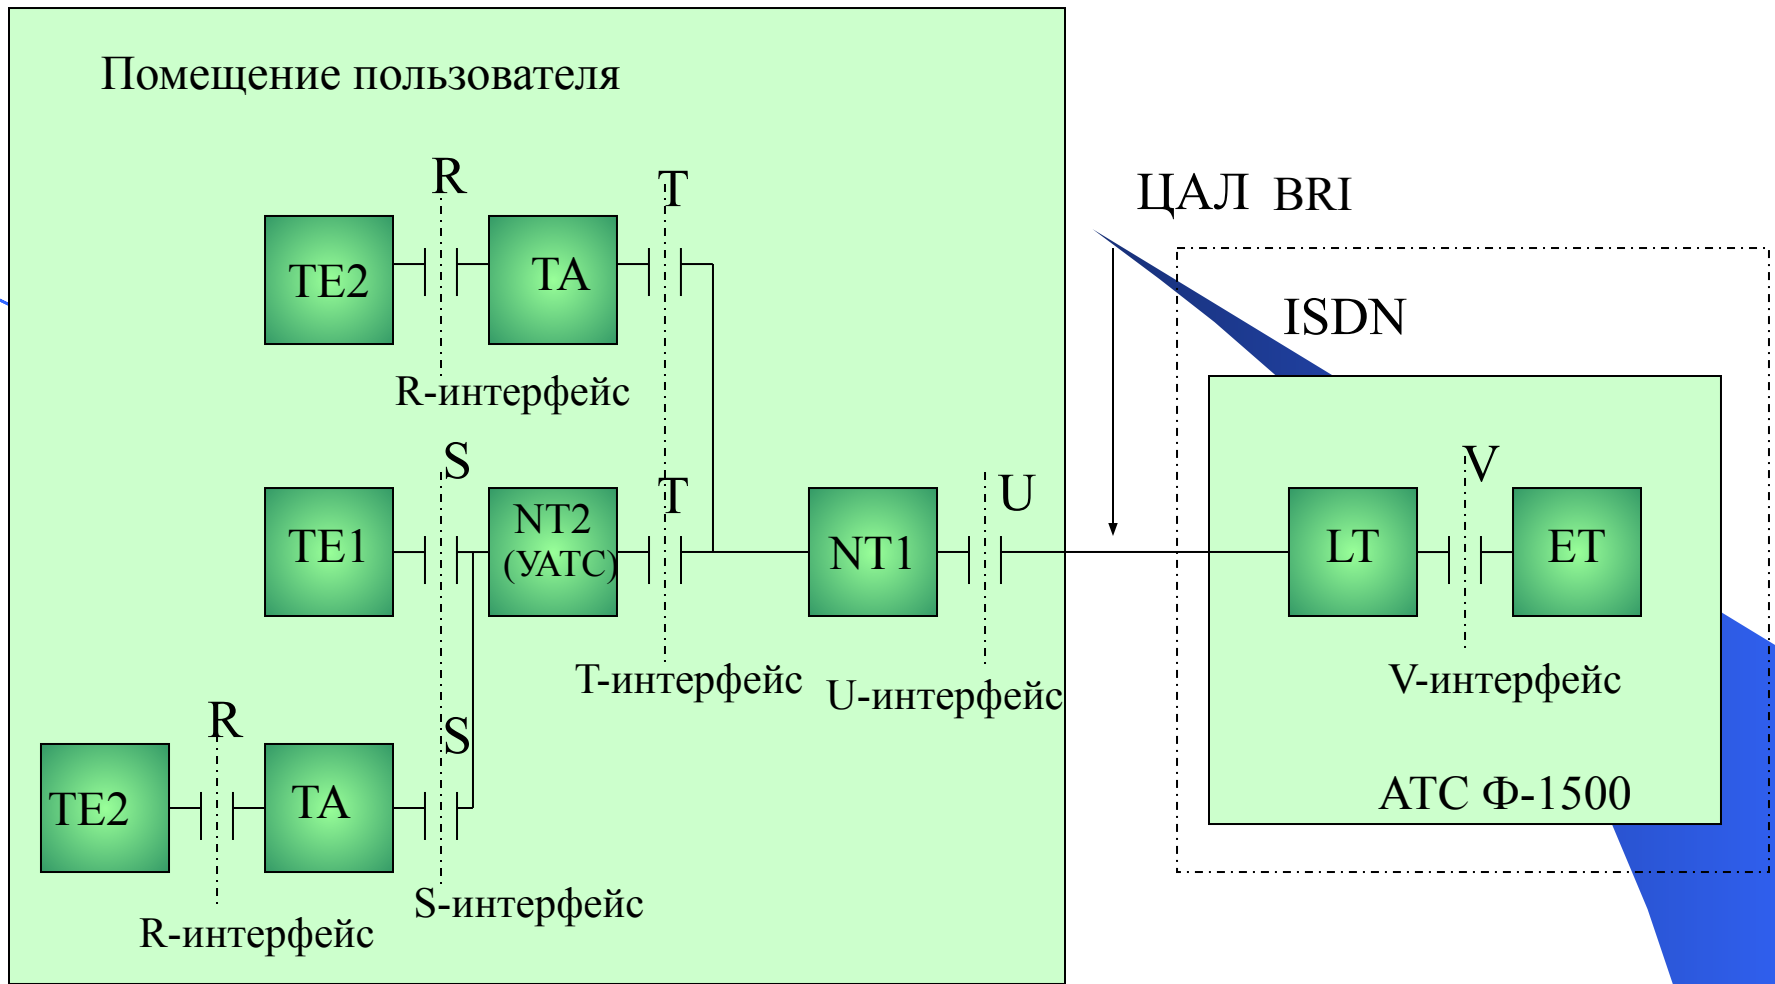 Помещение пользователя
R
T
ЦАЛ BRI
TE2
TA
ISDN
R-интерфейс
S
T
U
V
TE1
NT2
(УАТС)
NT1
LT
ET
T-интерфейс
U-интерфейс
V-интерфейс
R
S
TE2
TA
АТС Ф-1500
S-интерфейс
R-интерфейс